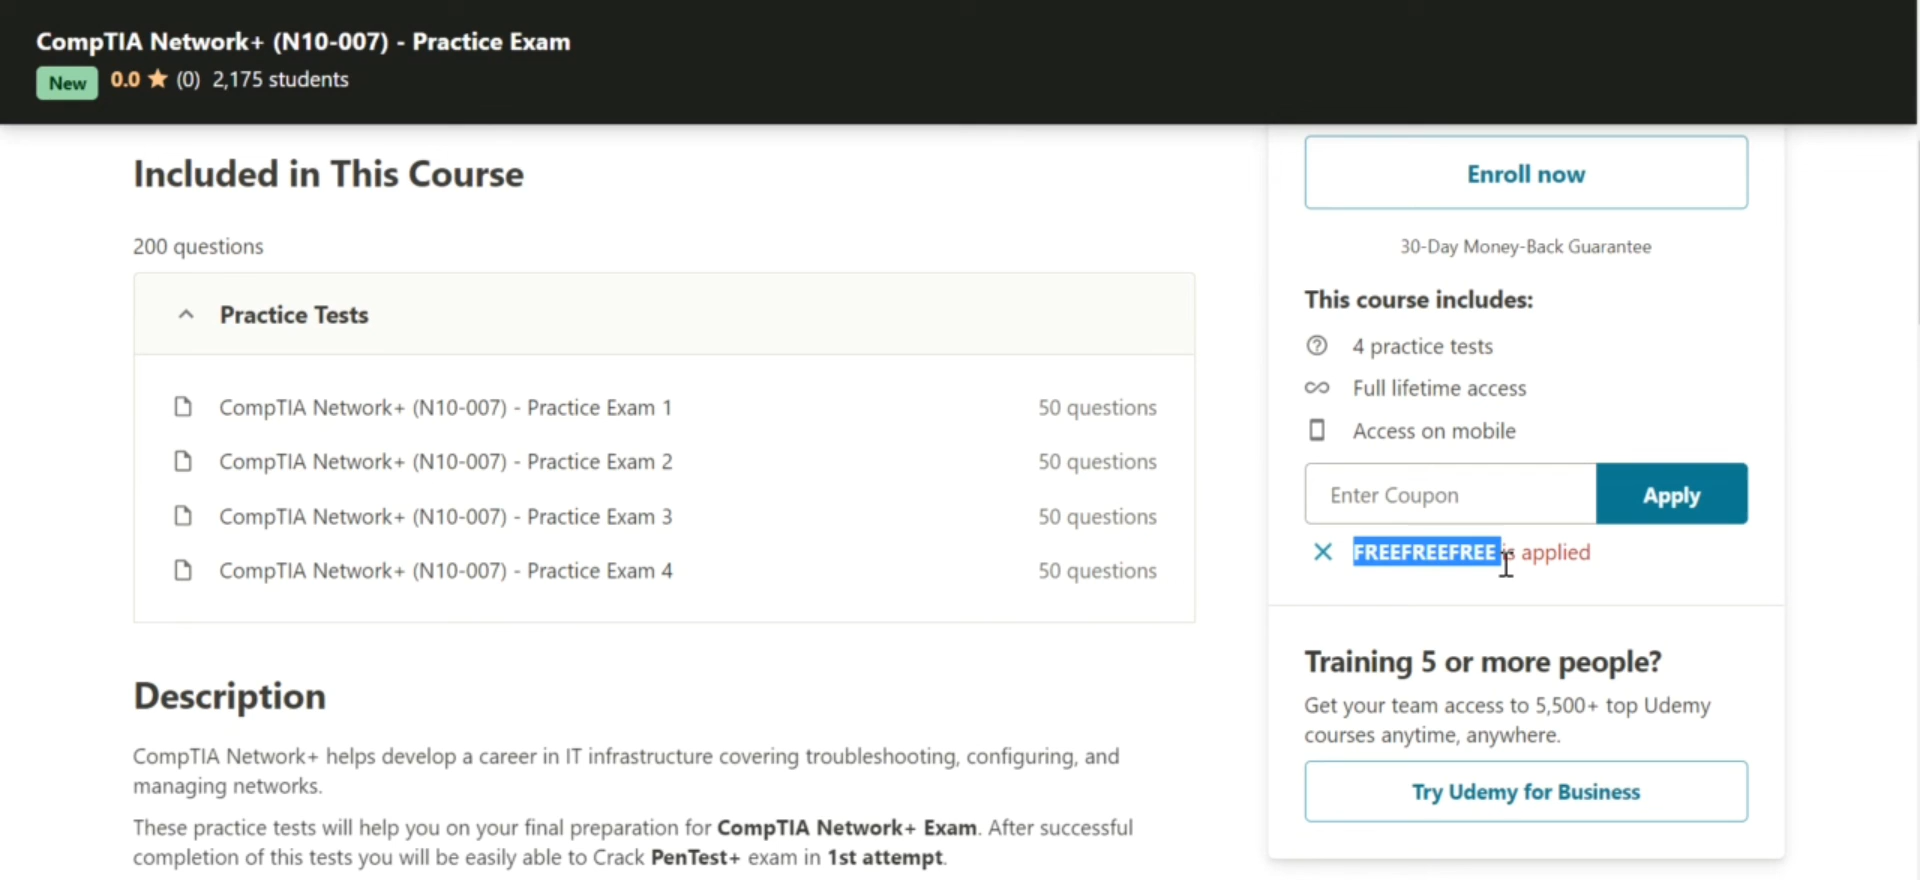 CompTIA Network+ (N10-007) - Practice Exam
New 0.0 ★ (0) 2,175 students
Included in This Course
200 questions
Practice Tests
CompTIA Network+ (N10-007) - Practice Exam 1 50 questions
CompTIA Network+ (N10-007) - Practice Exam 2 50 questions
CompTIA Network+ (N10-007) - Practice Exam 3 50 questions
CompTIA Network+ (N10-007) - Practice Exam 4 50 questions
Description
CompTIA Network+ helps develop a career in IT infrastructure covering troubleshooting, configuring, and
managing networks.
These practice tests will help you on your final preparation for CompTIA Network+ Exam. After successful
completion of this tests you will be easily able to Crack PenTest+ exam in 1st attempt.
Enroll now
30-Day Money-Back Guarantee
This course includes:
4 practice tests
Full lifetime access
Access on mobile
Enter Coupon Apply
FREEFREEFREE is applied
Training 5 or more people?
Get your team access to 5,500+ top Udemy
courses anytime, anywhere.
Try Udemy for Business